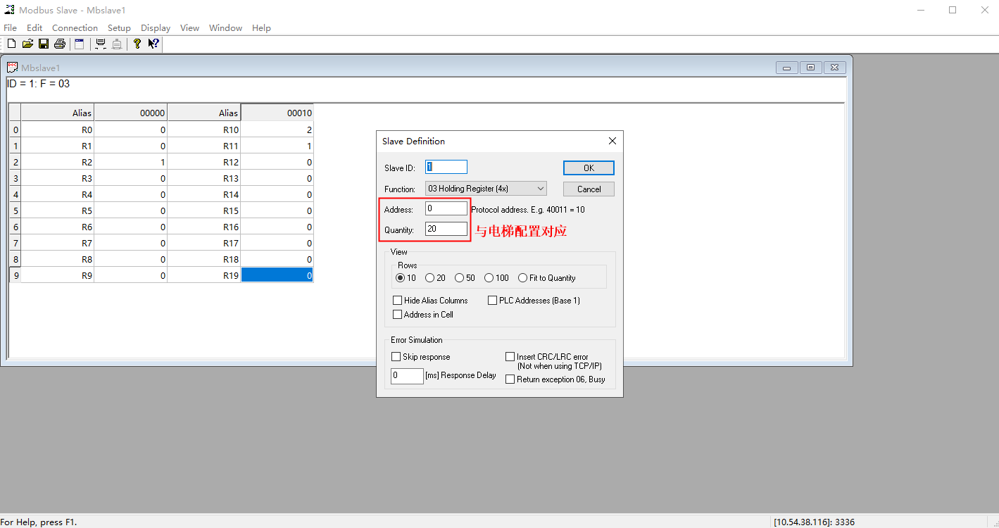 Modbus Slave - Mbslave1
File Edit Connection Setup Display View Window Help
Mbslave1
ID = 1: F = 03
Alias 00000 Alias 00010
0 R0 0 R10 2
1 R1 0 R11 1
2 R2 1 R12 0
3 R3 0 R13 0
4 R4 0 R14 0
5 R5 0 R15 0
6 R6 0 R16 0
7 R7 0 R17 0
8 R8 0 R18 0
9 R9 0 R19 0
Slave Definition
Slave ID: 1 OK
Function: 03 Holding Register (4x) Cancel
Address: 0 Protocol address. E.g. 40011 = 10
Quantity: 20 与电梯配置对应
View
Rows
10 20 50 100 Fit to Quantity
Hide Alias Columns PLC Addresses (Base 1)
Address in Cell
Error Simulation
Skip response Insert CRC/LRC error
(Not when using TCP/IP)
0 [ms] Response Delay
Return exception 06, Busy
For Help, press F1. [10.54.38.116]: 3336